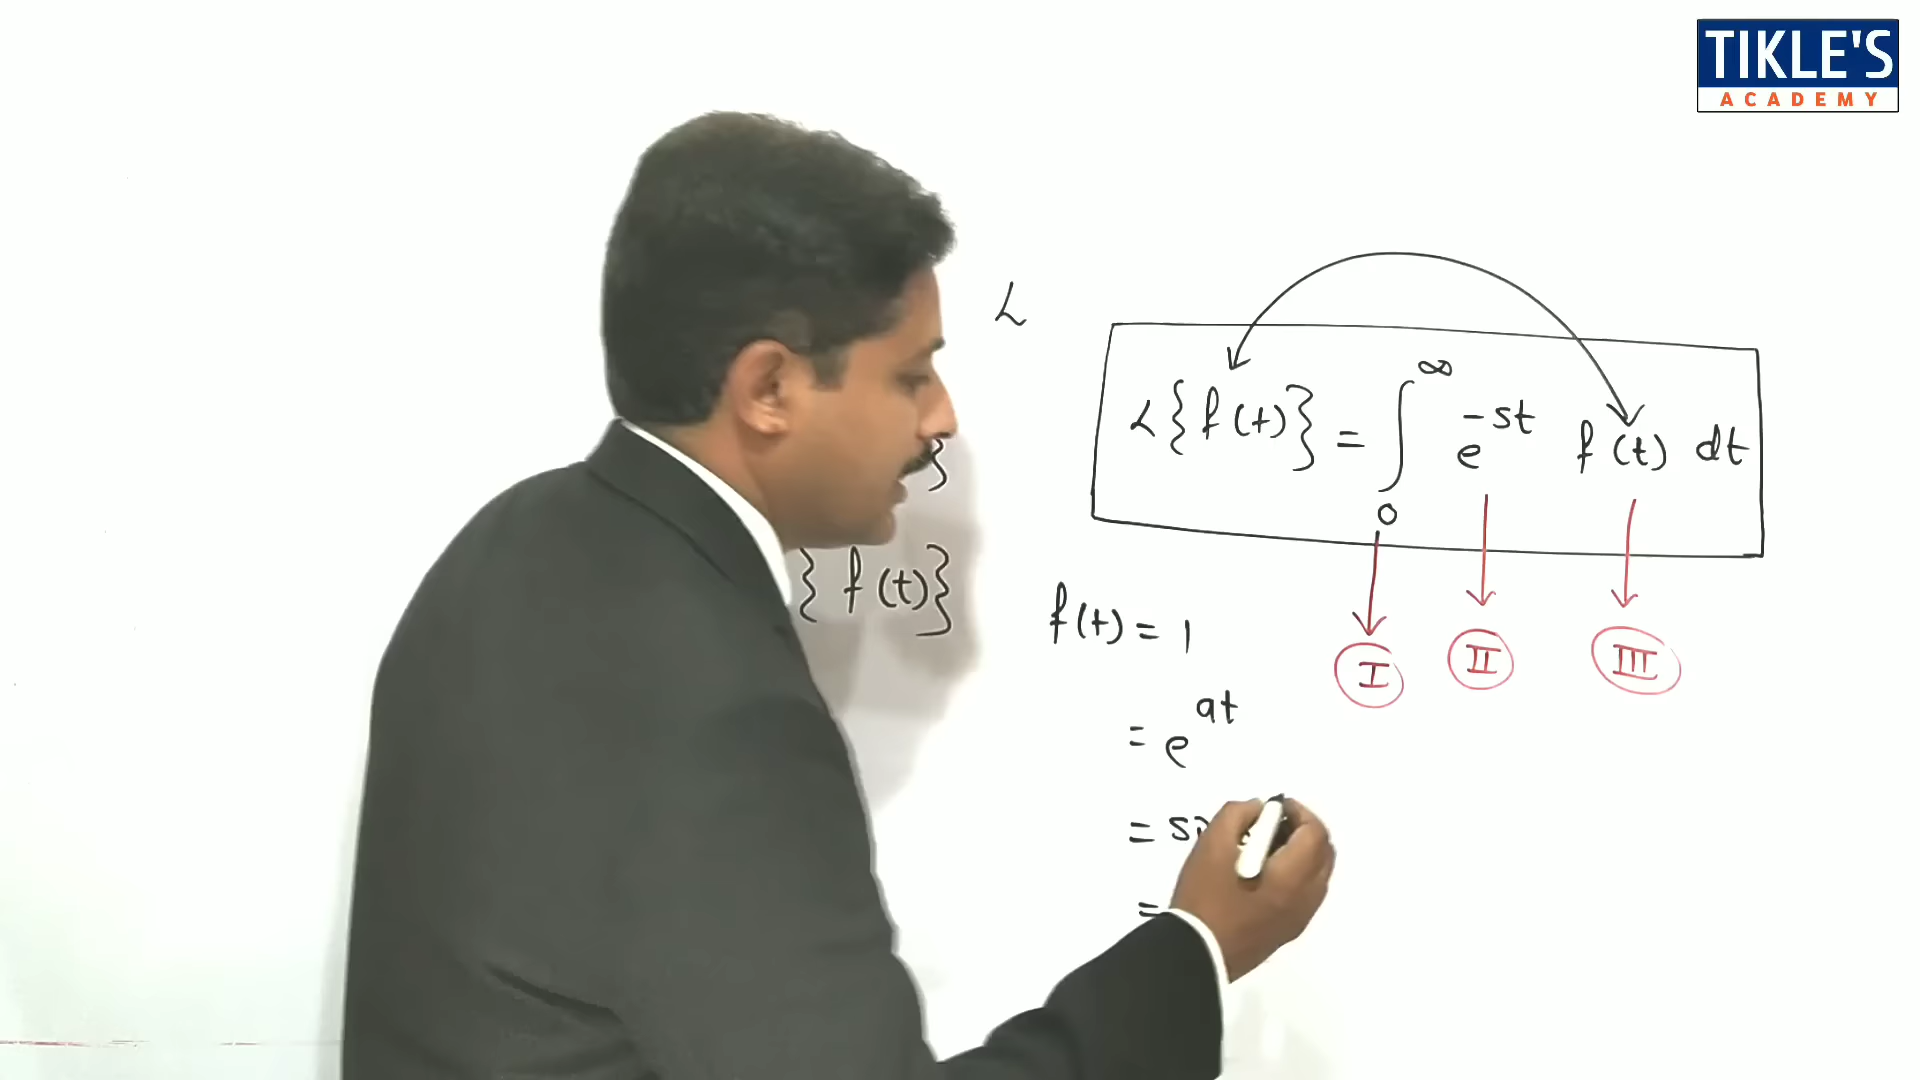 TIKLE'S
ACADEMY
L
L{f(t)} = ∫₀^∞ e^{-st} f(t) dt
}
{f(t)}
I II III
f(t) = 1
= e^{at}
=
=